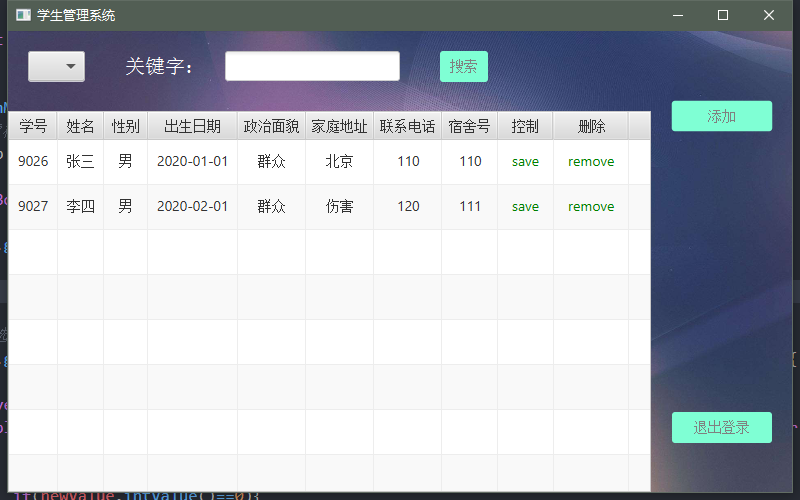 学生管理系统
关键字：
搜索
添加
学号 姓名 性别 出生日期 政治面貌 家庭地址 联系电话 宿舍号 控制 删除
9026 张三 男 2020-01-01 群众 北京 110 110 save remove
9027 李四 男 2020-02-01 群众 伤害 120 111 save remove
退出登录
if(newValue.intValue()==0){